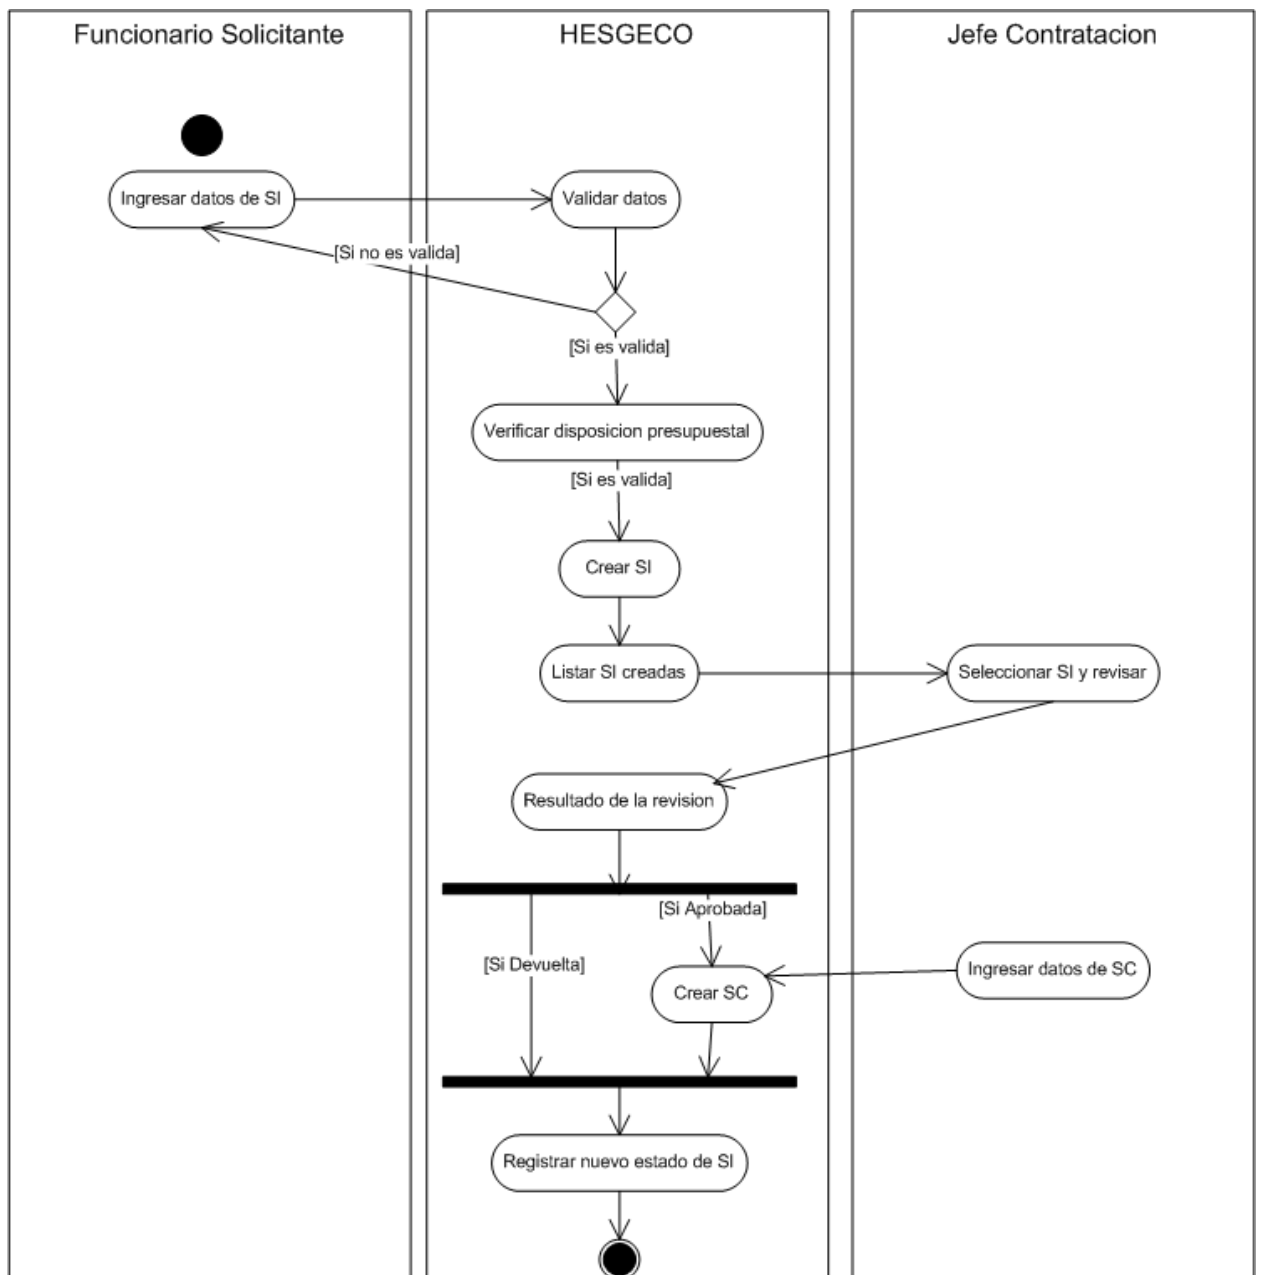 Funcionario Solicitante
HESGECO
Jefe Contratacion
Ingresar datos de SI
Validar datos
[Si no es valida]
[Si es valida]
Verificar disposicion presupuestal
[Si es valida]
Crear SI
Listar SI creadas
Seleccionar SI y revisar
Resultado de la revision
[Si Aprobada]
[Si Devuelta]
Ingresar datos de SC
Crear SC
Registrar nuevo estado de SI